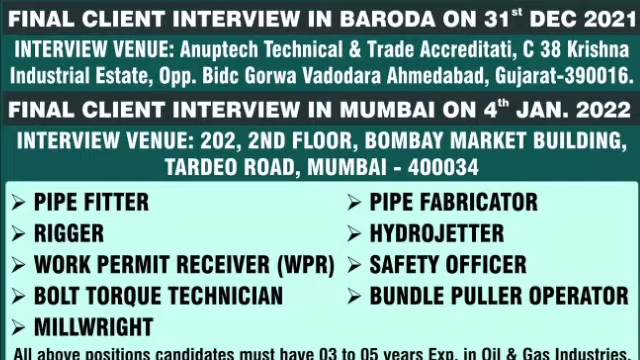 FINAL CLIENT INTERVIEW IN BARODA ON 31st DEC 2021
INTERVIEW VENUE: Anuptech Technical & Trade Accreditati, C 38 Krishna
Industrial Estate, Opp. Bidc Gorwa Vadodara Ahmedabad, Gujarat-390016.
FINAL CLIENT INTERVIEW IN MUMBAI ON 4th JAN. 2022
INTERVIEW VENUE: 202, 2ND FLOOR, BOMBAY MARKET BUILDING,
TARDEO ROAD, MUMBAI - 400034
➢ PIPE FITTER ➢ PIPE FABRICATOR
➢ RIGGER ➢ HYDROJETTER
➢ WORK PERMIT RECEIVER (WPR) ➢ SAFETY OFFICER
➢ BOLT TORQUE TECHNICIAN ➢ BUNDLE PULLER OPERATOR
➢ MILLWRIGHT
All above positions candidates must have 03 to 05 years Exp. in Oil & Gas Industries.